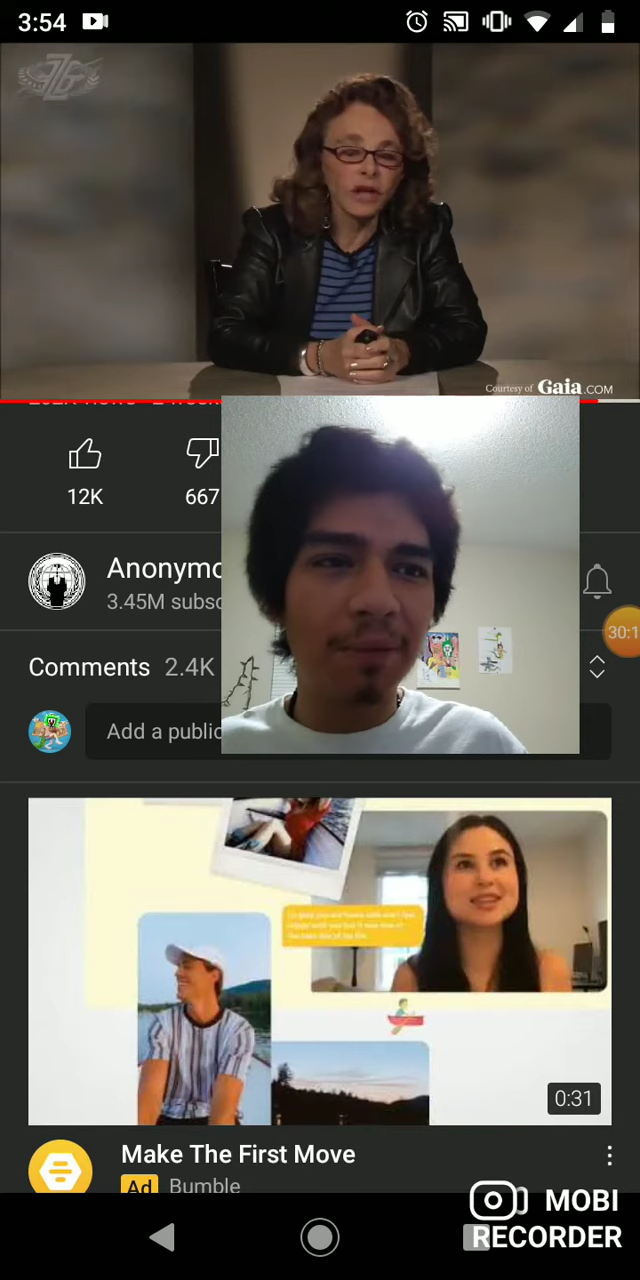 3:54
Courtesy of Gaia.COM
12K
667
Anonymo
3.45M subsc
30:1
Comments 2.4K
Add a public
0:31
Make The First Move
Ad Bumble
MOBI
RECORDER